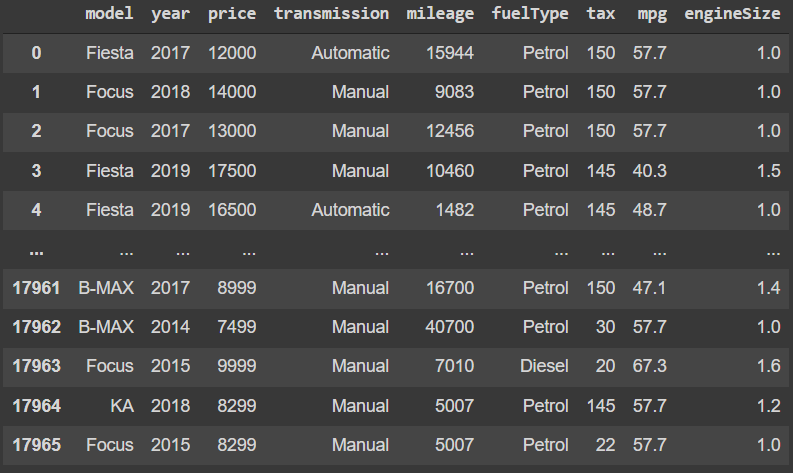 model year price transmission mileage fuelType tax mpg engineSize
0 Fiesta 2017 12000 Automatic 15944 Petrol 150 57.7 1.0
1 Focus 2018 14000 Manual 9083 Petrol 150 57.7 1.0
2 Focus 2017 13000 Manual 12456 Petrol 150 57.7 1.0
3 Fiesta 2019 17500 Manual 10460 Petrol 145 40.3 1.5
4 Fiesta 2019 16500 Automatic 1482 Petrol 145 48.7 1.0
... ... ... ... ... ... ... ... ... ...
17961 B-MAX 2017 8999 Manual 16700 Petrol 150 47.1 1.4
17962 B-MAX 2014 7499 Manual 40700 Petrol 30 57.7 1.0
17963 Focus 2015 9999 Manual 7010 Diesel 20 67.3 1.6
17964 KA 2018 8299 Manual 5007 Petrol 145 57.7 1.2
17965 Focus 2015 8299 Manual 5007 Petrol 22 57.7 1.0